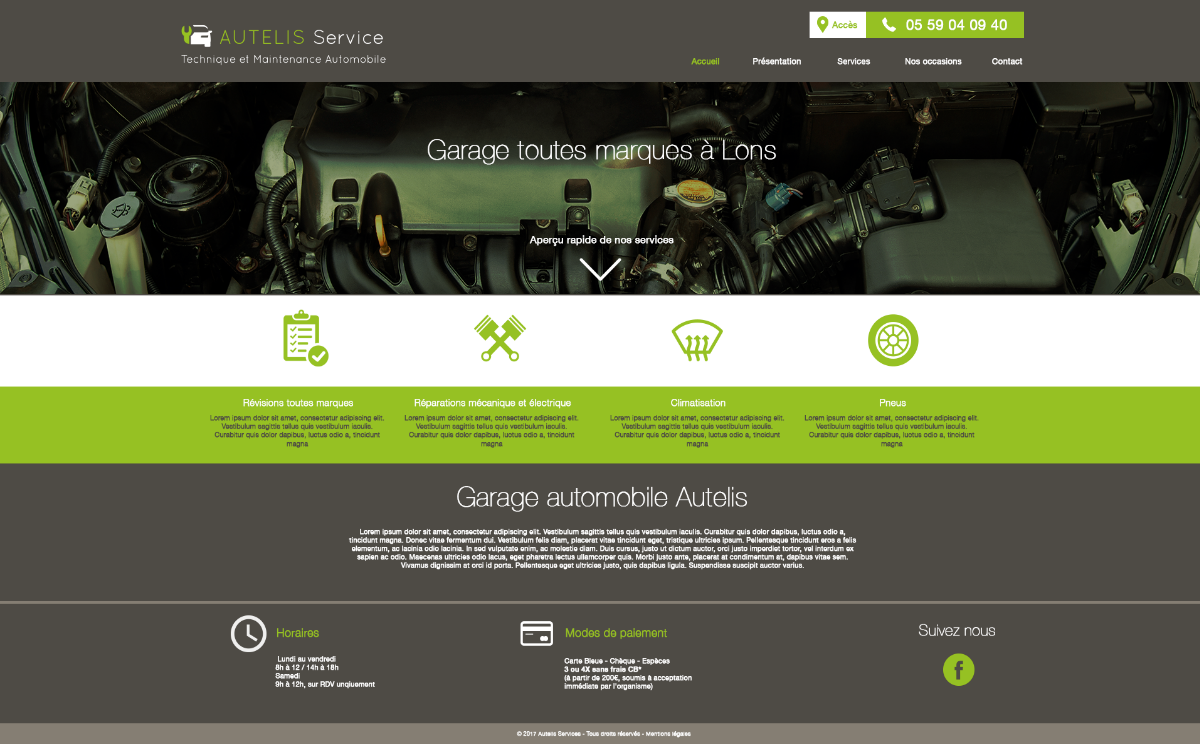 AUTELIS Service
Technique et Maintenance Automobile
Accès
05 59 04 09 40
Accueil Présentation Services Nos occasions Contact
Garage toutes marques à Lons
Aperçu rapide de nos services
Révisions toutes marques
Lorem ipsum dolor sit amet, consectetur adipiscing elit.
Vestibulum sagittis tellus quis vestibulum iaculis.
Curabitur quis dolor dapibus, luctus odio a, tincidunt
magna
Réparations mécanique et électrique
Lorem ipsum dolor sit amet, consectetur adipiscing elit.
Vestibulum sagittis tellus quis vestibulum iaculis.
Curabitur quis dolor dapibus, luctus odio a, tincidunt
magna
Climatisation
Lorem ipsum dolor sit amet, consectetur adipiscing elit.
Vestibulum sagittis tellus quis vestibulum iaculis.
Curabitur quis dolor dapibus, luctus odio a, tincidunt
magna
Pneus
Lorem ipsum dolor sit amet, consectetur adipiscing elit.
Vestibulum sagittis tellus quis vestibulum iaculis.
Curabitur quis dolor dapibus, luctus odio a, tincidunt
magna
Garage automobile Autelis
Lorem ipsum dolor sit amet, consectetur adipiscing elit. Vestibulum sagittis tellus quis vestibulum iaculis. Curabitur quis dolor dapibus, luctus odio a,
tincidunt magna. Donec vitae fermentum dui. Vestibulum felis diam, placerat vitae tincidunt eget, tristique ultricies ipsum. Pellentesque tincidunt eros a felis
elementum, ac lacinia odio lacinia. In sed vulputate enim, ac molestie diam. Duis cursus, justo ut dictum auctor, orci justo imperdiet tortor, vel interdum ex
sapien ac odio. Maecenas ultricies odio lacus, eget pharetra lectus ullamcorper quis. Morbi justo ante, placerat at condimentum at, dapibus vitae sem.
Vivamus dignissim at orci id porta. Pellentesque eget ultricies justo, quis dapibus ligula. Suspendisse suscipit auctor varius.
Horaires
Lundi au vendredi
8h à 12 / 14h à 18h
Samedi
9h à 12h, sur RDV unqiuement
Modes de paiement
Carte Bleue - Chèque - Espèces
3 ou 4X sans frais CB*
(à partir de 200€, soumis à acceptation
immédiate par l'organisme)
Suivez nous
© 2017 Autelis Services - Tous droits réservés - Mentions légales